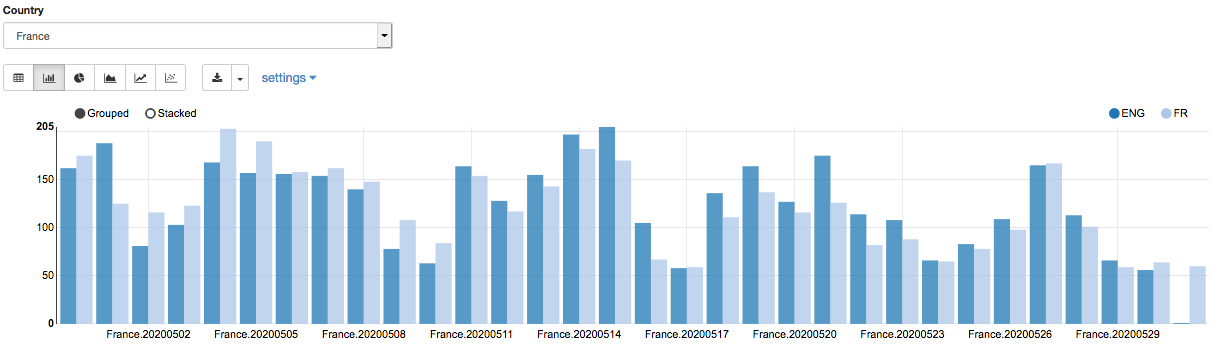 Country
France
settings
Grouped Stacked ENG FR
205
150
100
50
0
France.20200502 France.20200505 France.20200508 France.20200511 France.20200514 France.20200517 France.20200520 France.20200523 France.20200526 France.20200529